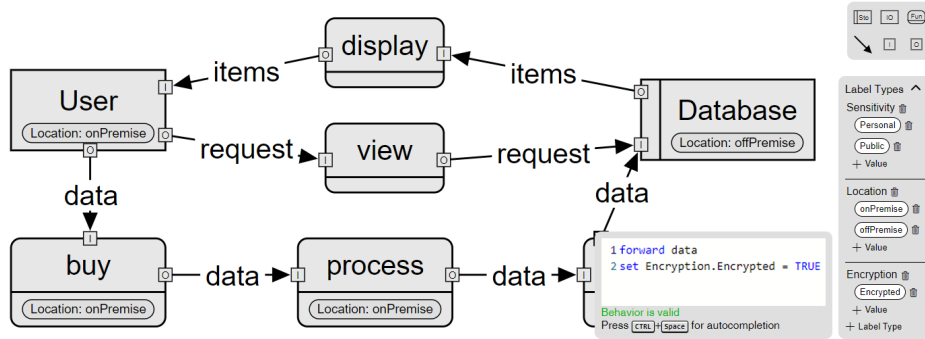 display
O
I
items
items
User
I
Location: onPremise
O
O
request
I
view
O
request
O
Database
I
Location: offPremise
data
data
I
buy
O
Location: onPremise
data
I
process
O
Location: onPremise
data
I
1 forward data
2 set Encryption.Encrypted = TRUE
Behavior is valid
Press CTRL+Space for autocompletion
Sto IO Fun
I O
Label Types
Sensitivity
Personal
Public
+ Value
Location
onPremise
offPremise
+ Value
Encryption
Encrypted
+ Value
+ Label Type